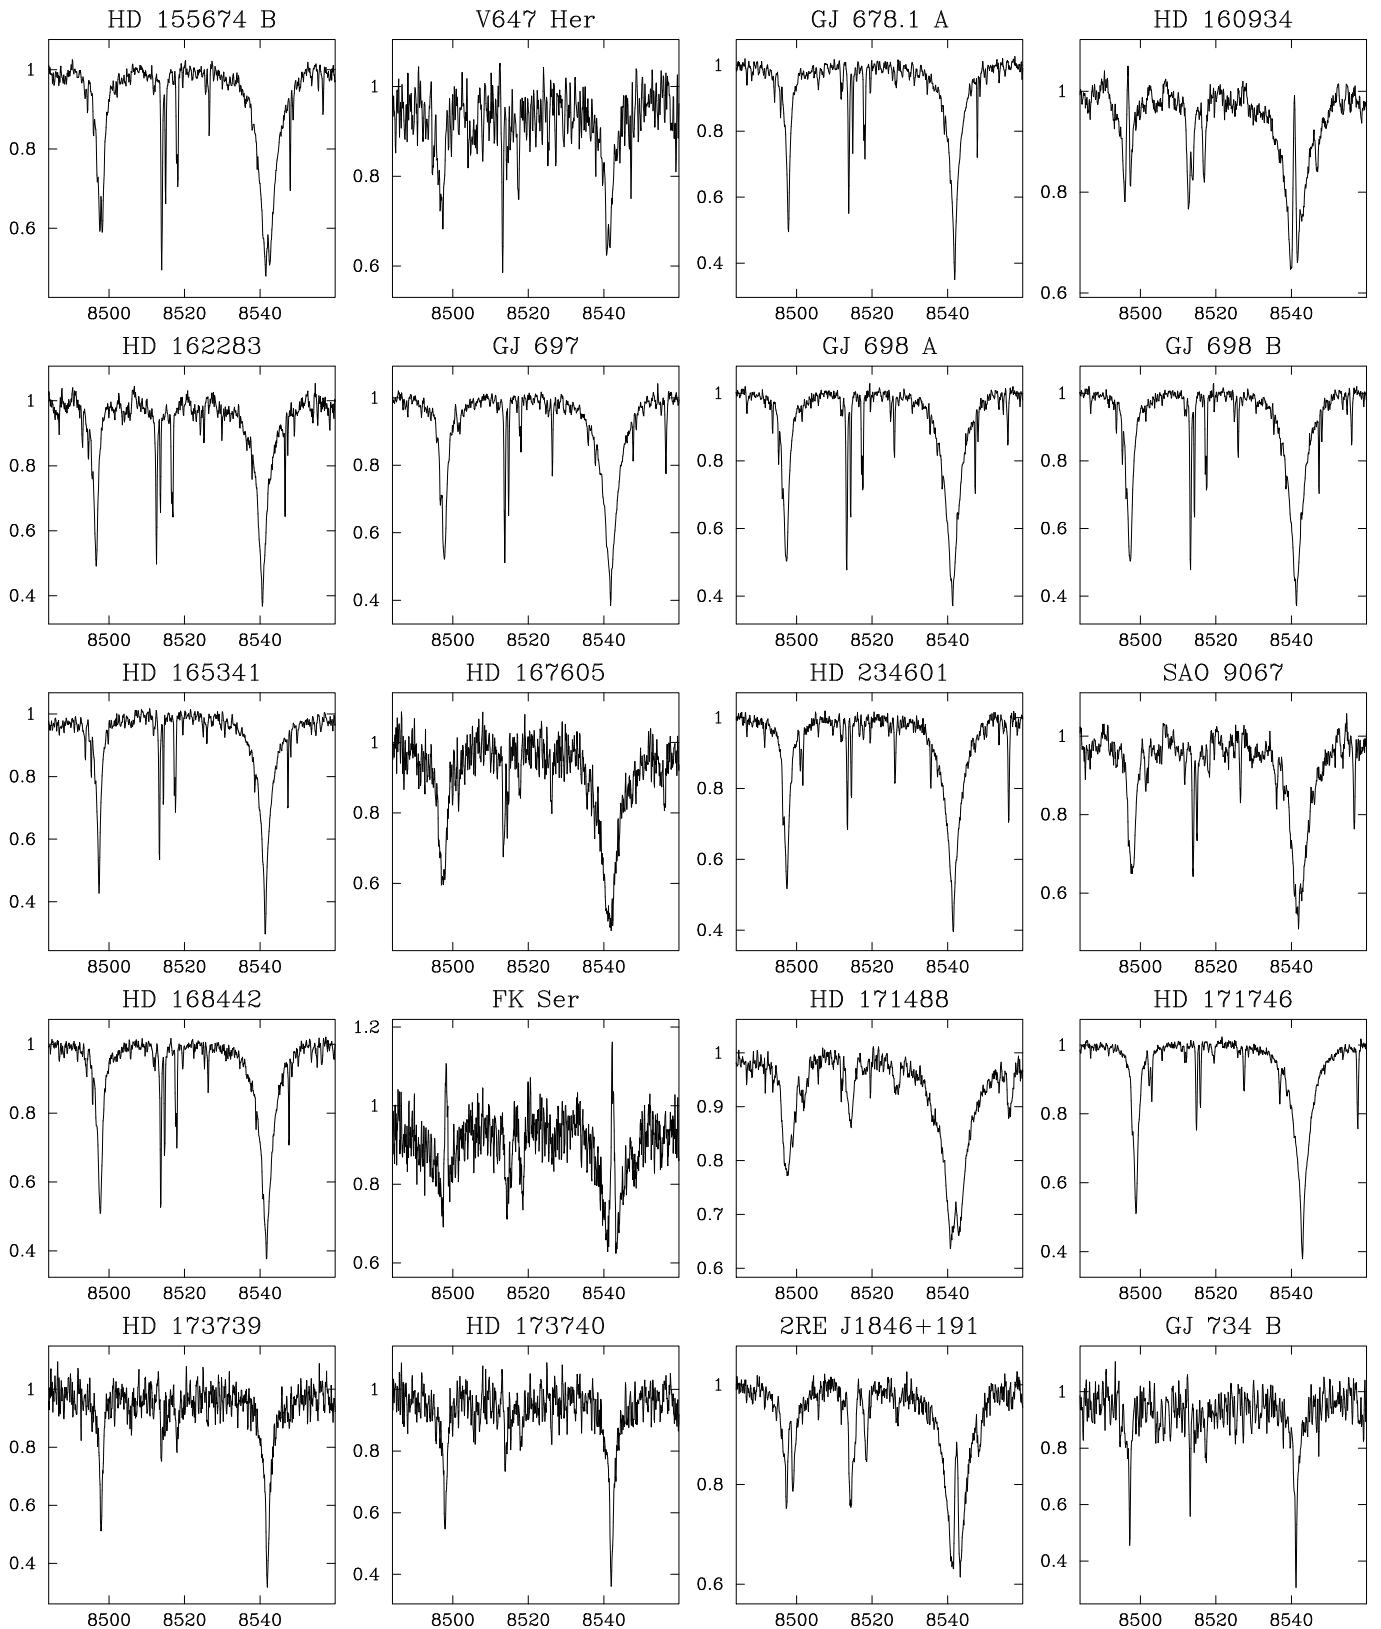 HD 155674 B
V647 Her
GJ 678.1 A
HD 160934
1
0.8
0.6
8500 8520 8540
1
0.8
0.6
8500 8520 8540
1
0.8
0.6
0.4
8500 8520 8540
1
0.8
0.6
8500 8520 8540
HD 162283
GJ 697
GJ 698 A
GJ 698 B
1
0.8
0.6
0.4
8500 8520 8540
1
0.8
0.6
0.4
8500 8520 8540
1
0.8
0.6
0.4
8500 8520 8540
1
0.8
0.6
0.4
8500 8520 8540
HD 165341
HD 167605
HD 234601
SAO 9067
1
0.8
0.6
0.4
8500 8520 8540
1
0.8
0.6
8500 8520 8540
1
0.8
0.6
0.4
8500 8520 8540
1
0.8
0.6
8500 8520 8540
HD 168442
FK Ser
HD 171488
HD 171746
1
0.8
0.6
0.4
8500 8520 8540
1.2
1
0.8
0.6
8500 8520 8540
1
0.9
0.8
0.7
0.6
8500 8520 8540
1
0.8
0.6
0.4
8500 8520 8540
HD 173739
HD 173740
2RE J1846+191
GJ 734 B
1
0.8
0.6
0.4
8500 8520 8540
1
0.8
0.6
0.4
8500 8520 8540
1
0.8
0.6
8500 8520 8540
1
0.8
0.6
0.4
8500 8520 8540